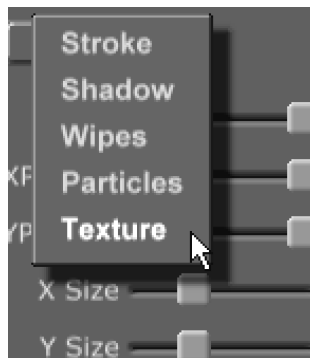 Stroke
Shadow
Wipes
Particles
Texture
X Size
Y Size